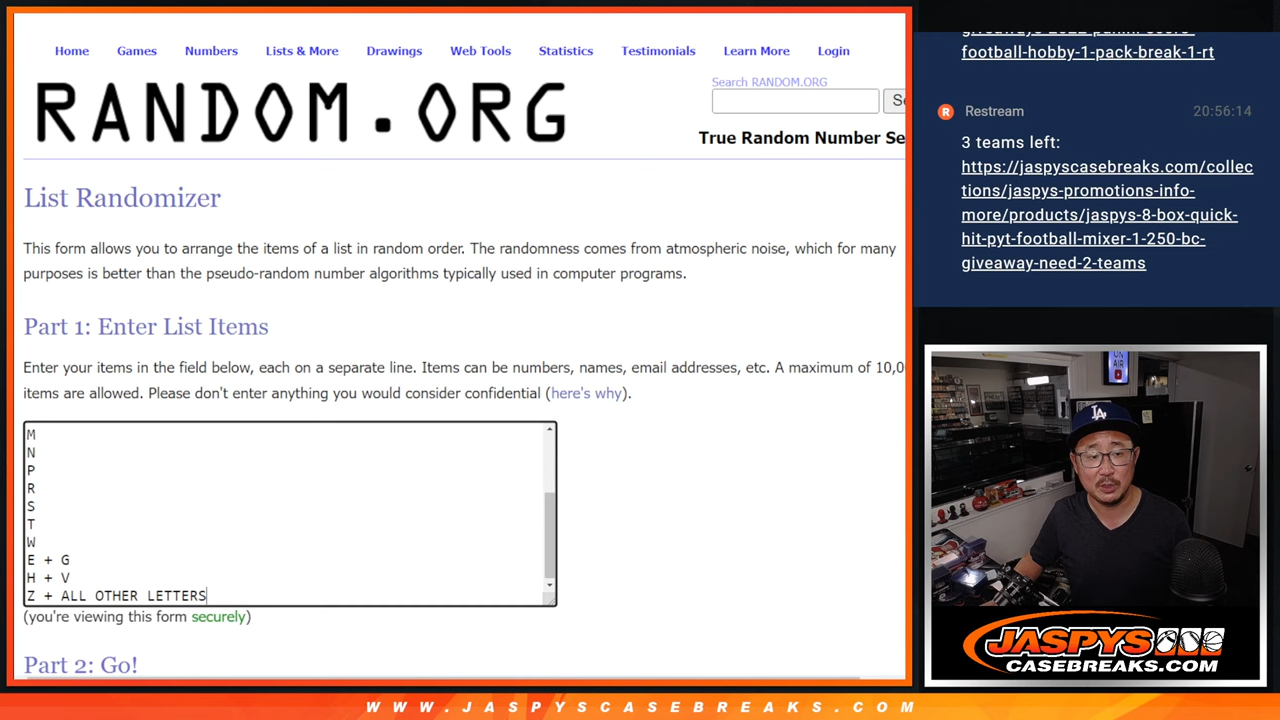 Home Games Numbers Lists & More Drawings Web Tools Statistics Testimonials Learn More Login
Search RANDOM.ORG
RANDOM.ORG
True Random Number Se
List Randomizer
This form allows you to arrange the items of a list in random order. The randomness comes from atmospheric noise, which for many
purposes is better than the pseudo-random number algorithms typically used in computer programs.
Part 1: Enter List Items
Enter your items in the field below, each on a separate line. Items can be numbers, names, email addresses, etc. A maximum of 10,0
items are allowed. Please don't enter anything you would consider confidential (here's why).
M
N
P
R
S
T
W
E + G
H + V
Z + ALL OTHER LETTERS
(you're viewing this form securely)
Part 2: Go!
football-hobby-1-pack-break-1-rt
Restream 20:56:14
3 teams left:
https://jaspyscasebreaks.com/collec
tions/jaspys-promotions-info-
more/products/jaspys-8-box-quick-
hit-pyt-football-mixer-1-250-bc-
giveaway-need-2-teams
ON
AIR
LA
JASPYS
CASEBREAKS.COM
WWW.JASPYSCASEBREAKS.COM